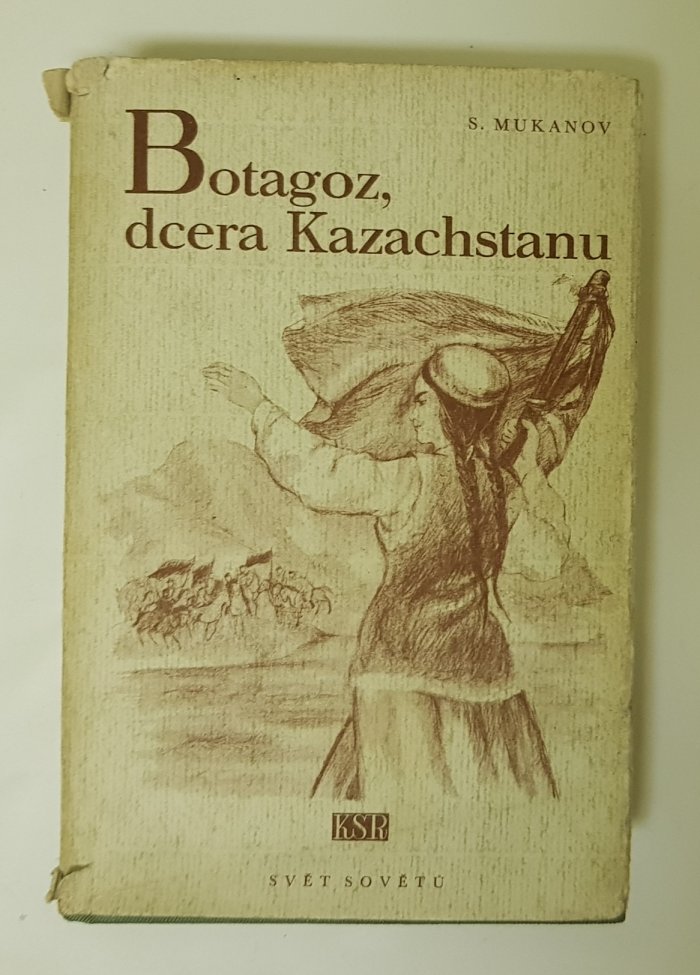 S. MUKANOV
Botagoz,
dcera Kazachstanu
KSR
SVĚT SOVĚTŮ